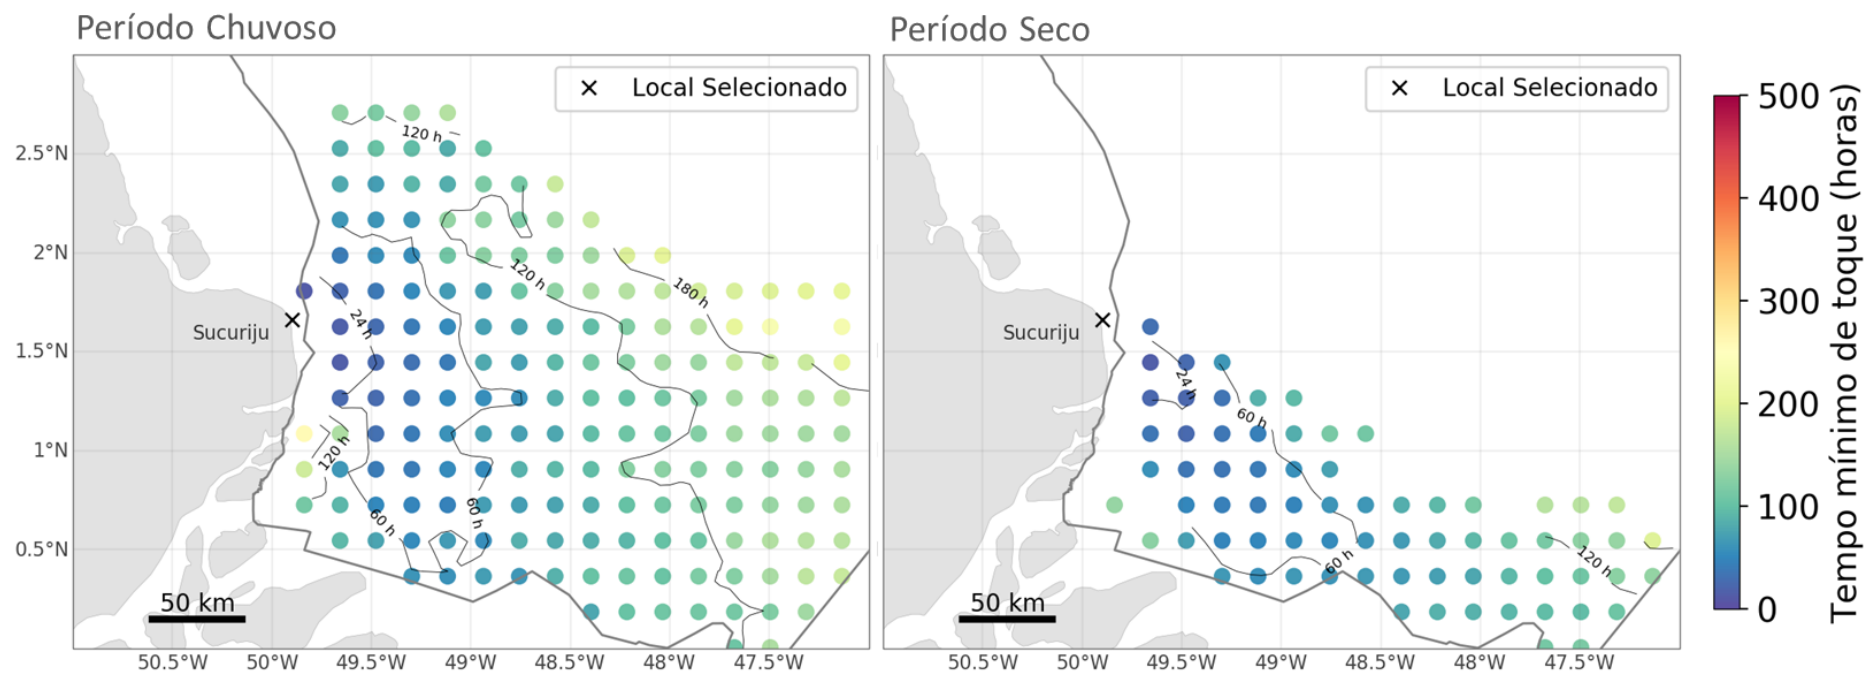 Período Chuvoso
Local Selecionado
120 h
120 h
180 h
24 h
Sucuriju
120 h
60 h
60 h
50 km
2.5°N
2°N
1.5°N
1°N
0.5°N
50.5°W 50°W 49.5°W 49°W 48.5°W 48°W 47.5°W
Período Seco
Local Selecionado
Sucuriju
24 h
60 h
60 h
120 h
50 km
50.5°W 50°W 49.5°W 49°W 48.5°W 48°W 47.5°W
500
400
300
200
100
0
Tempo mínimo de toque (horas)